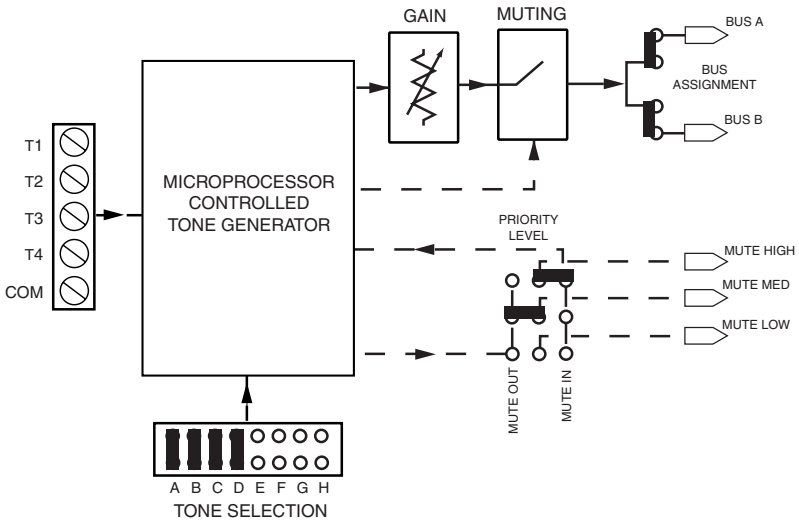 GAIN
MUTING
BUS A
BUS
ASSIGNMENT
BUS B
T1
T2
T3
T4
COM
MICROPROCESSOR
CONTROLLED
TONE GENERATOR
PRIORITY
LEVEL
MUTE HIGH
MUTE MED
MUTE LOW
MUTE OUT
MUTE IN
A B C D E F G H
TONE SELECTION